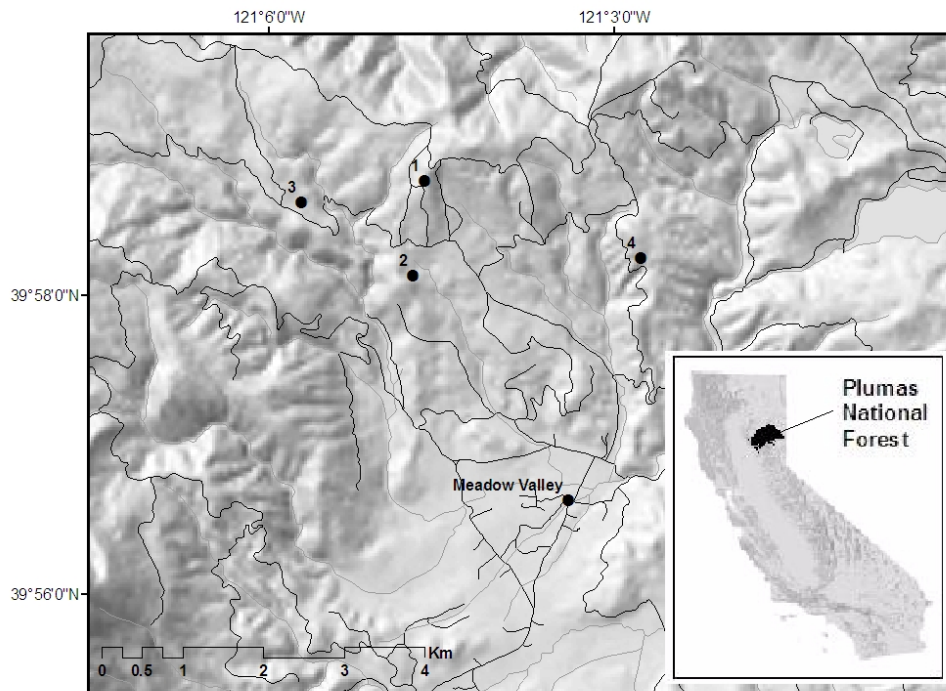 121°6'0"W 121°3'0"W
1
3
4
2
39°58'0"N
Plumas
National
Forest
Meadow Valley
39°56'0"N
Km
0 0.5 1 2 3 4